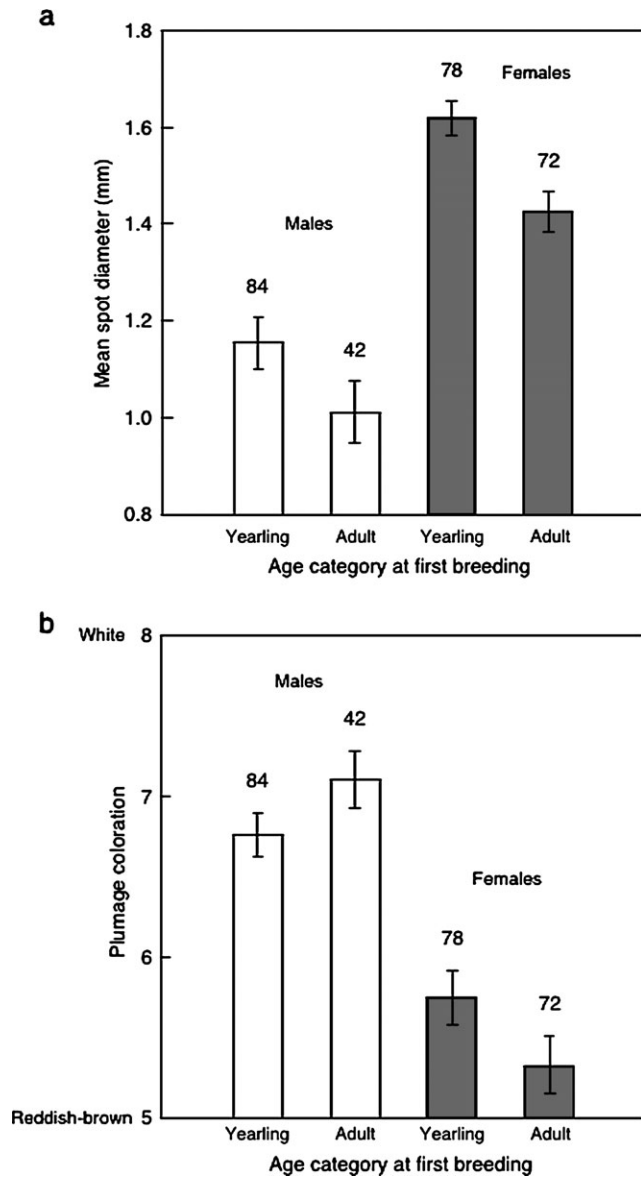 a
1.8
78
Females
1.6
72
Mean spot diameter (mm)
1.4
Males
84
1.2
42
1.0
0.8
Yearling Adult Yearling Adult
Age category at first breeding
b
White 8
Males
42
84
7
Plumage coloration
Females
78
6
72
Reddish-brown 5
Yearling Adult Yearling Adult
Age category at first breeding